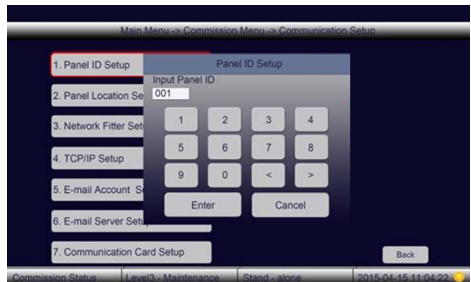 Main Menu -> Commission Menu -> Communication Setup
1. Panel ID Setup
2. Panel Location Se
3. Network Fitter Set
4. TCP/IP Setup
5. E-mail Account S
6. E-mail Server Setu
7. Communication Card Setup
Panel ID Setup
Input Panel ID
001
1 2 3 4
5 6 7 8
9 0 < >
Enter Cancel
Back
Commission Status Level3 - Maintenance Stand - alone 2015-04-15 11:04:22